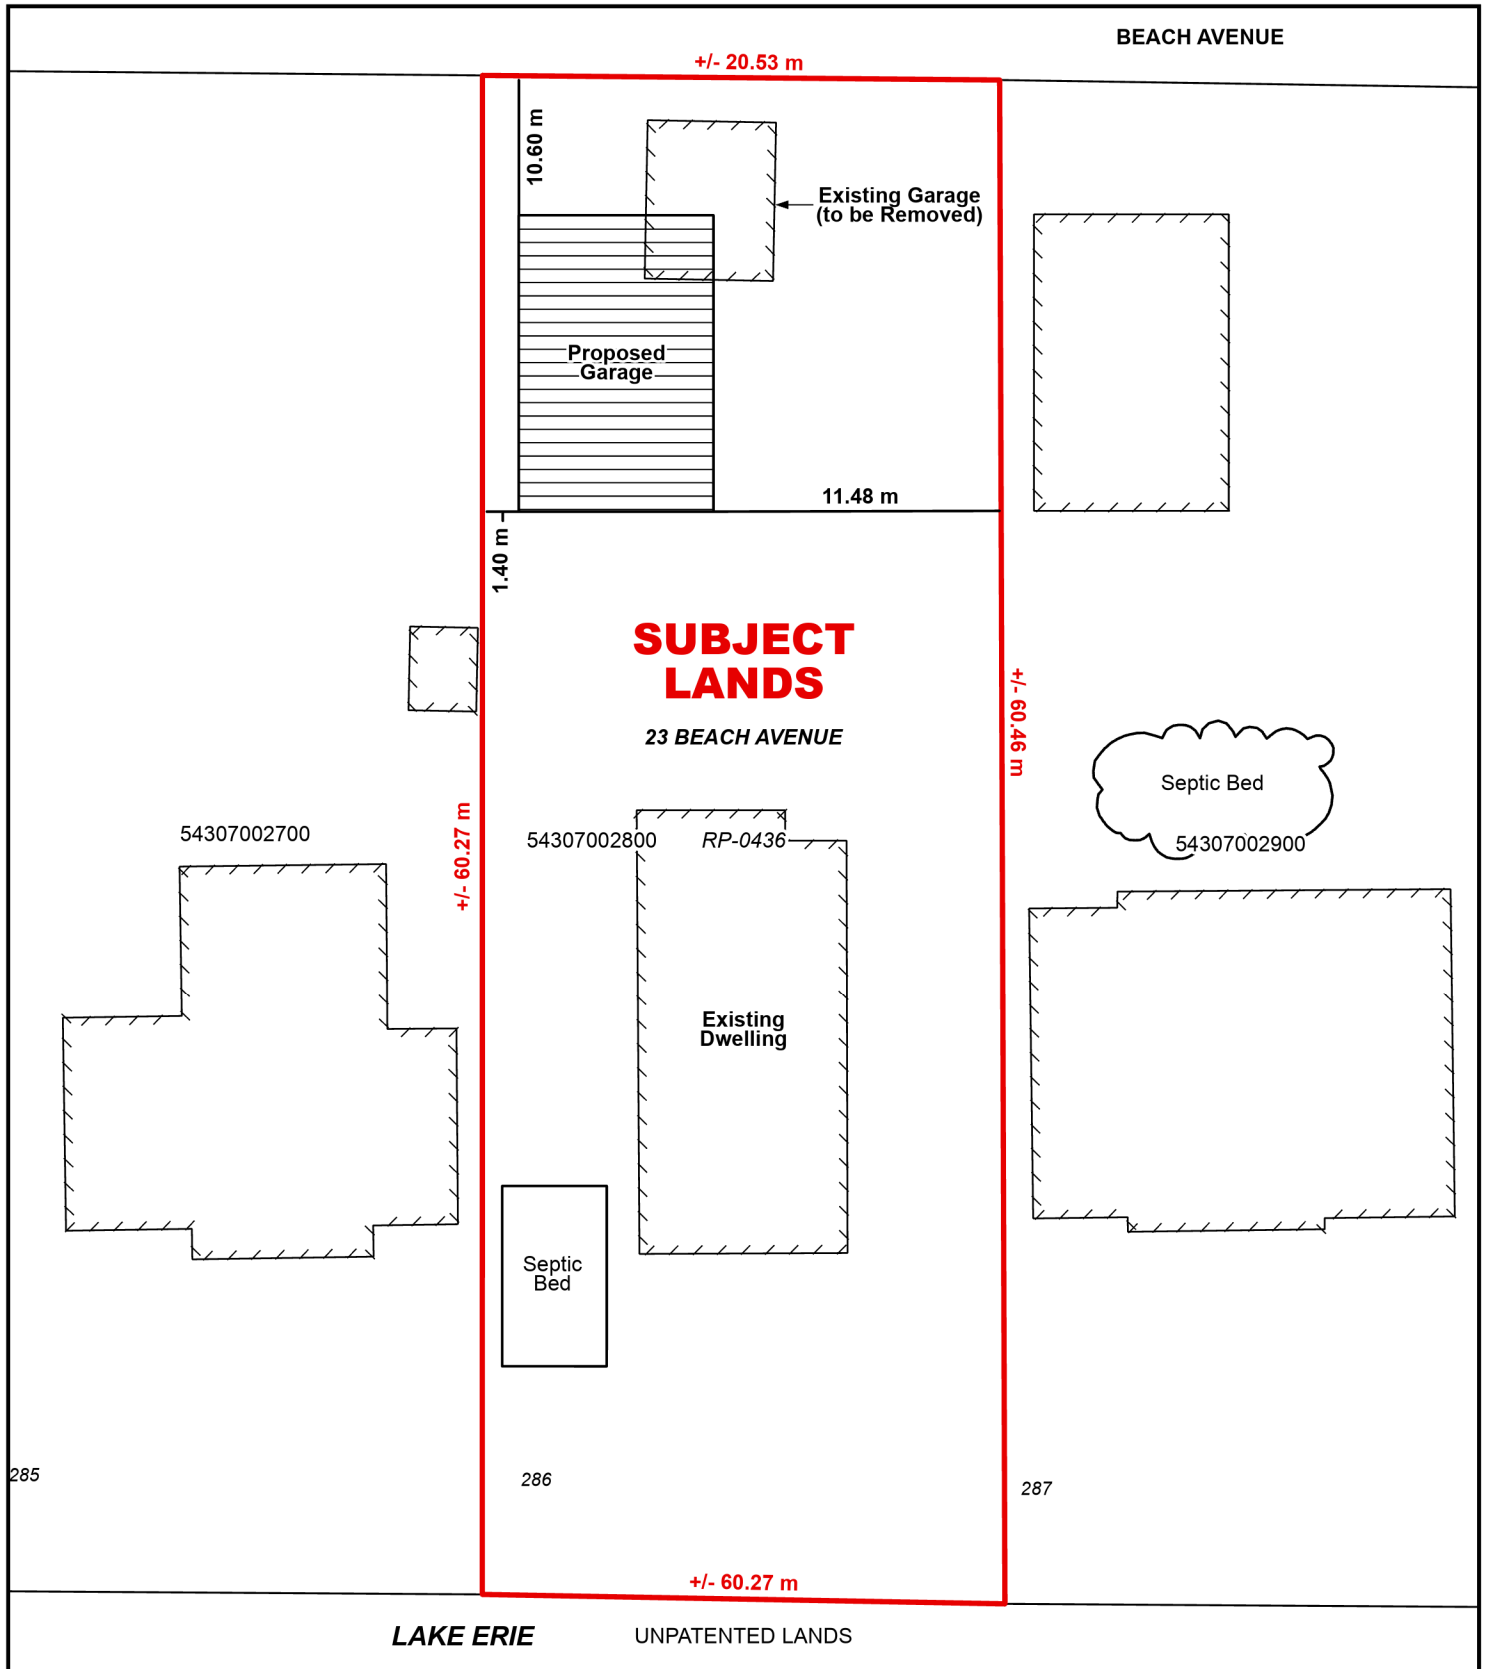 BEACH AVENUE
+/- 20.53 m
10.60 m
Existing Garage
(to be Removed)
Proposed
Garage
11.48 m
1.40 m
SUBJECT
LANDS
23 BEACH AVENUE
+/- 60.46 m
Septic Bed
+/- 60.27 m
54307002700
54307002800
RP-0436
54307002900
Existing
Dwelling
Septic
Bed
285
286
287
+/- 60.27 m
LAKE ERIE
UNPATENTED LANDS